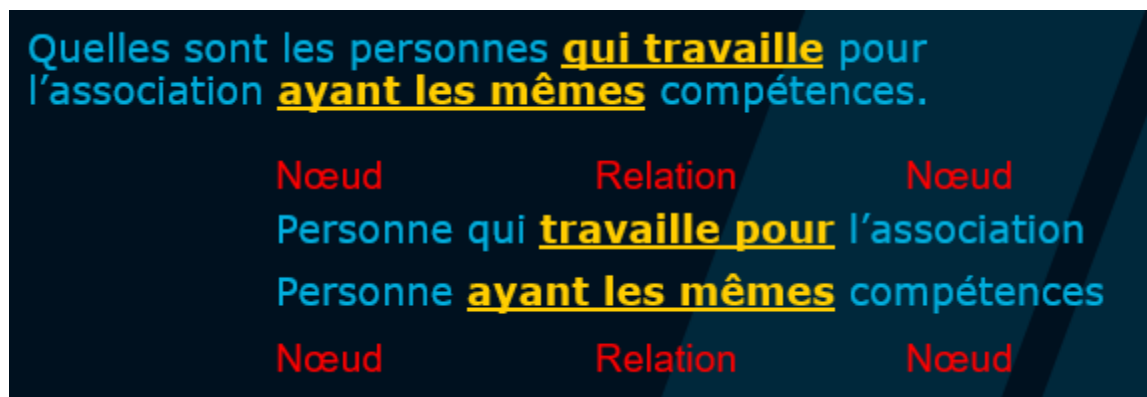 Quelles sont les personnes qui travaille pour
l’association ayant les mêmes compétences.
Nœud Relation Nœud
Personne qui travaille pour l’association
Personne ayant les mêmes compétences
Nœud Relation Nœud